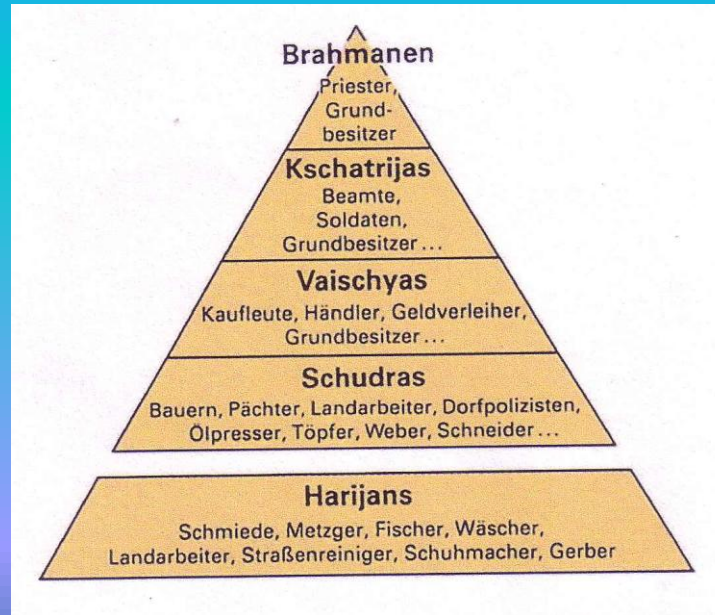 Brahmanen
Priester,
Grund-
besitzer
Kschatrijas
Beamte,
Soldaten,
Grundbesitzer...
Vaischyas
Kaufleute, Händler, Geldverleiher,
Grundbesitzer...
Schudras
Bauern, Pächter, Landarbeiter, Dorfpolizisten,
Ölpresser, Töpfer, Weber, Schneider...
Harijans
Schmiede, Metzger, Fischer, Wäscher,
Landarbeiter, Straßenreiniger, Schuhmacher, Gerber